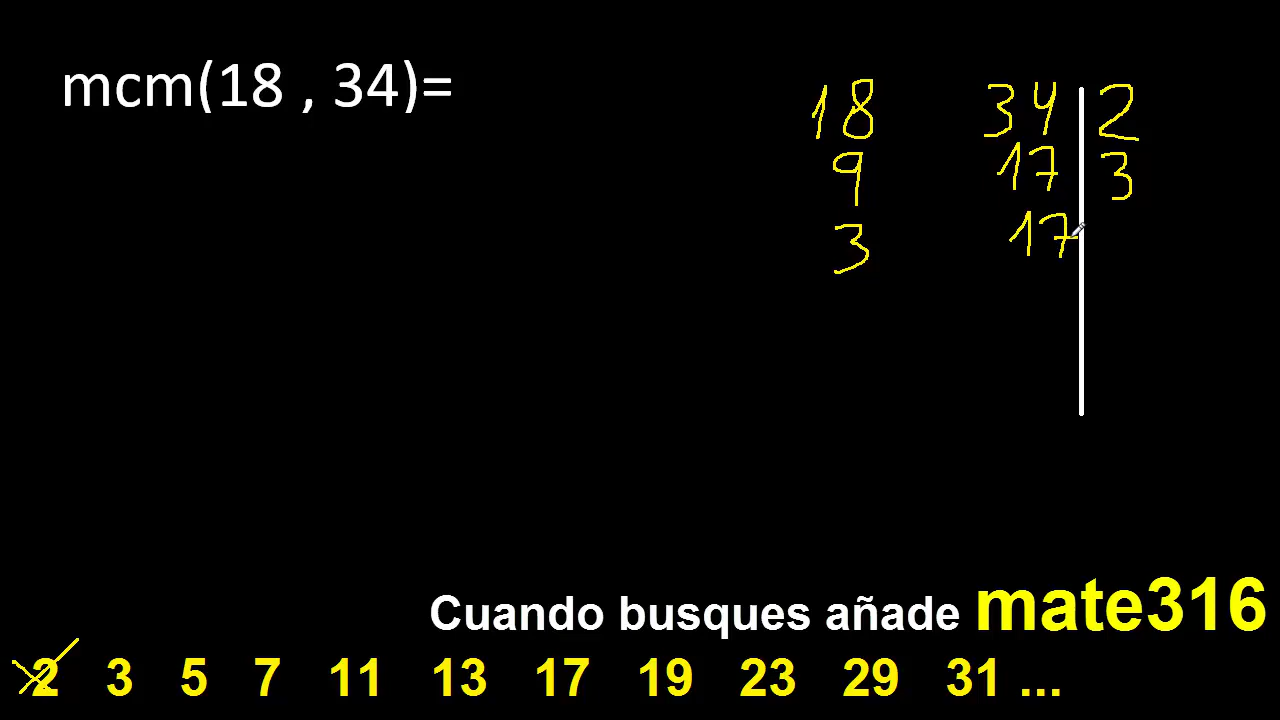 mcm(18 , 34)=
18 34 2
9 17 3
3 17
Cuando busques añade mate316
2 3 5 7 11 13 17 19 23 29 31 ...